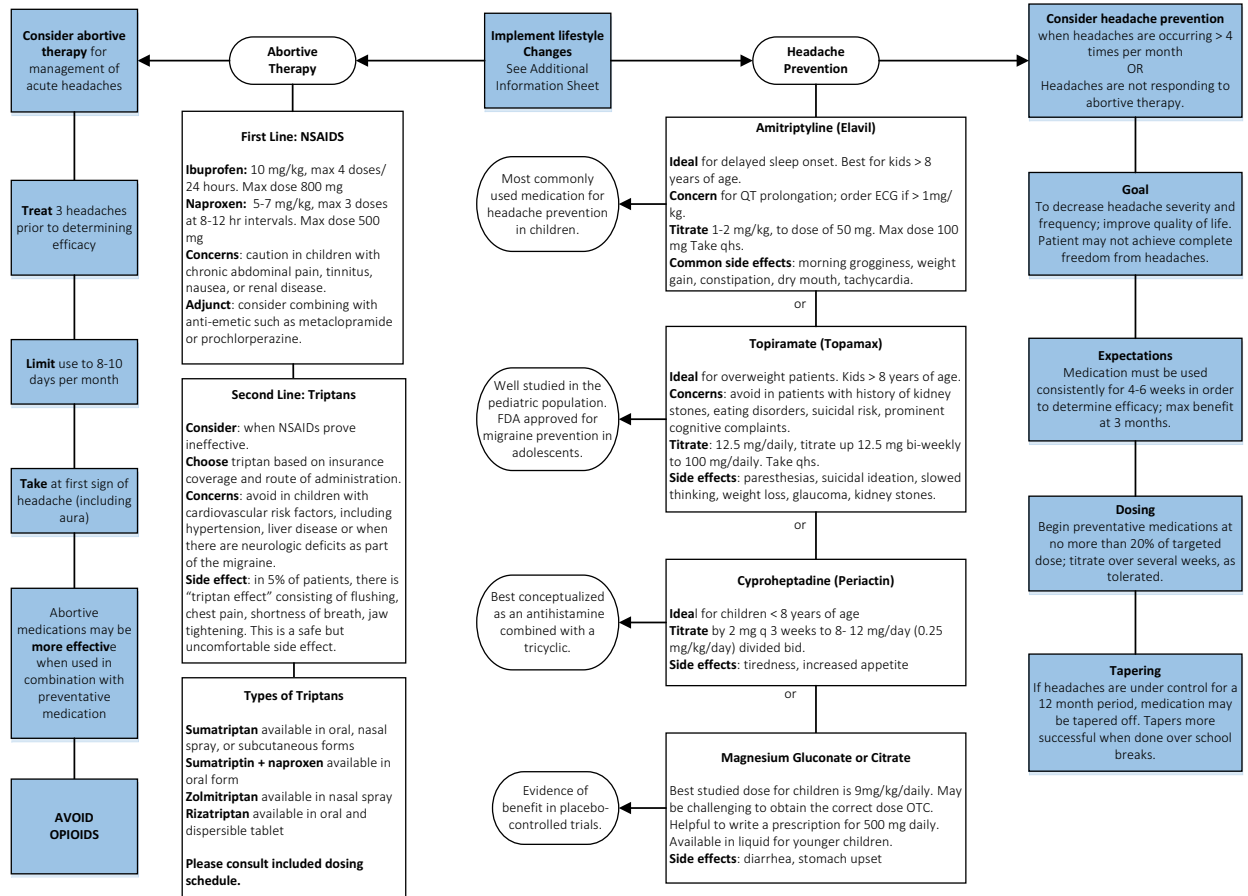 Consider abortive
therapy for
management of
acute headaches
Treat 3 headaches
prior to determining
efficacy
Limit use to 8-10
days per month
Take at first sign of
headache (including
aura)
Abortive
medications may be
more effective
when used in
combination with
preventative
medication
AVOID
OPIOIDS
Abortive
Therapy
First Line: NSAIDS
Ibuprofen: 10 mg/kg, max 4 doses/
24 hours. Max dose 800 mg
Naproxen: 5-7 mg/kg, max 3 doses
at 8-12 hr intervals. Max dose 500
mg
Concerns: caution in children with
chronic abdominal pain, tinnitus,
nausea, or renal disease.
Adjunct: consider combining with
anti-emetic such as metaclopramide
or prochlorperazine.
Second Line: Triptans
Consider: when NSAIDs prove
ineffective.
Choose triptan based on insurance
coverage and route of administration.
Concerns: avoid in children with
cardiovascular risk factors, including
hypertension, liver disease or when
there are neurologic deficits as part
of the migraine.
Side effect: in 5% of patients, there is
“triptan effect” consisting of flushing,
chest pain, shortness of breath, jaw
tightening. This is a safe but
uncomfortable side effect.
Types of Triptans
Sumatriptan available in oral, nasal
spray, or subcutaneous forms
Sumatriptin + naproxen available in
oral form
Zolmitriptan available in nasal spray
Rizatriptan available in oral and
dispersible tablet
Please consult included dosing
schedule.
Implement lifestyle
Changes
See Additional
Information Sheet
Headache
Prevention
Most commonly
used medication for
headache prevention
in children.
Amitriptyline (Elavil)
Ideal for delayed sleep onset. Best for kids > 8
years of age.
Concern for QT prolongation; order ECG if > 1mg/
kg.
Titrate 1-2 mg/kg, to dose of 50 mg. Max dose 100
mg Take qhs.
Common side effects: morning grogginess, weight
gain, constipation, dry mouth, tachycardia.
or
Well studied in the
pediatric population.
FDA approved for
migraine prevention in
adolescents.
Topiramate (Topamax)
Ideal for overweight patients. Kids > 8 years of age.
Concerns: avoid in patients with history of kidney
stones, eating disorders, suicidal risk, prominent
cognitive complaints.
Titrate: 12.5 mg/daily, titrate up 12.5 mg bi-weekly
to 100 mg/daily. Take qhs.
Side effects: paresthesias, suicidal ideation, slowed
thinking, weight loss, glaucoma, kidney stones.
or
Best conceptualized
as an antihistamine
combined with a
tricyclic.
Cyproheptadine (Periactin)
Ideal for children < 8 years of age
Titrate by 2 mg q 3 weeks to 8- 12 mg/day (0.25
mg/kg/day) divided bid.
Side effects: tiredness, increased appetite
or
Evidence of
benefit in placebo-
controlled trials.
Magnesium Gluconate or Citrate
Best studied dose for children is 9mg/kg/daily. May
be challenging to obtain the correct dose OTC.
Helpful to write a prescription for 500 mg daily.
Available in liquid for younger children.
Side effects: diarrhea, stomach upset
Consider headache prevention
when headaches are occurring > 4
times per month
OR
Headaches are not responding to
abortive therapy.
Goal
To decrease headache severity and
frequency; improve quality of life.
Patient may not achieve complete
freedom from headaches.
Expectations
Medication must be used
consistently for 4-6 weeks in order
to determine efficacy; max benefit
at 3 months.
Dosing
Begin preventative medications at
no more than 20% of targeted
dose; titrate over several weeks, as
tolerated.
Tapering
If headaches are under control for a
12 month period, medication may
be tapered off. Tapers more
successful when done over school
breaks.